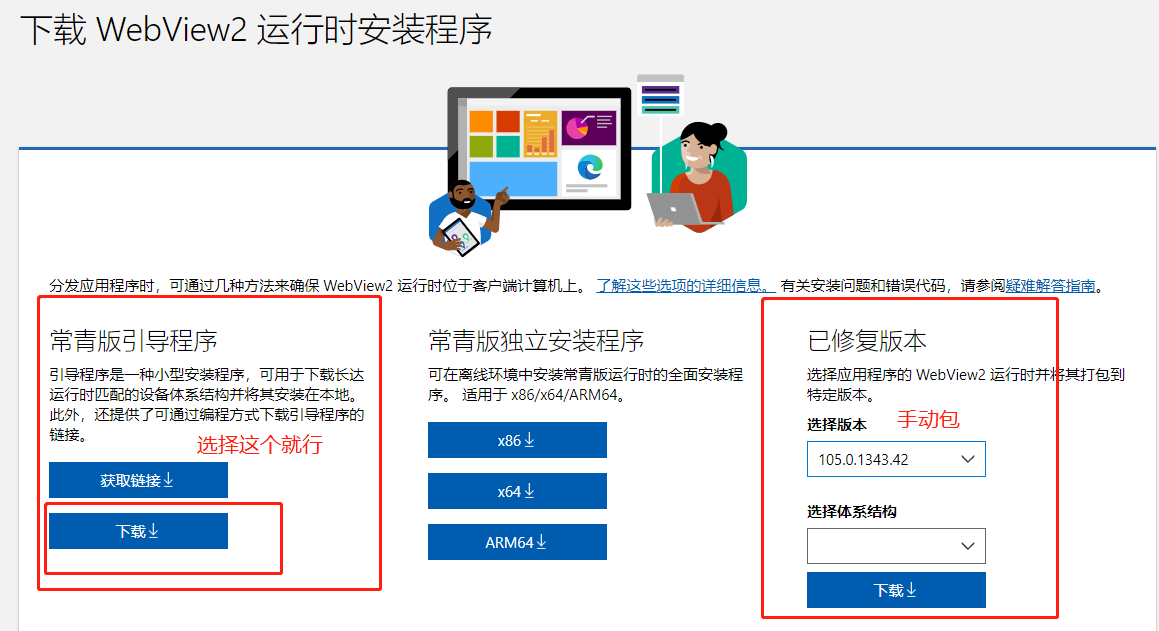 下载 WebView2 运行时安装程序
分发应用程序时，可通过几种方法来确保 WebView2 运行时位于客户端计算机上。 了解这些选项的详细信息。 有关安装问题和错误代码，请参阅疑难解答指南。
常青版引导程序
引导程序是一种小型安装程序，可用于下载长达
运行时匹配的设备体系结构并将其安装在本地。
此外，还提供了可通过编程方式下载引导程序的
链接。
选择这个就行
获取链接↓
下载↓
常青版独立安装程序
可在离线环境中安装常青版运行时的全面安装程
序。 适用于 x86/x64/ARM64。
x86↓
x64↓
ARM64↓
已修复版本
选择应用程序的 WebView2 运行时并将其打包到
特定版本。
选择版本
手动包
105.0.1343.42
选择体系结构
下载↓